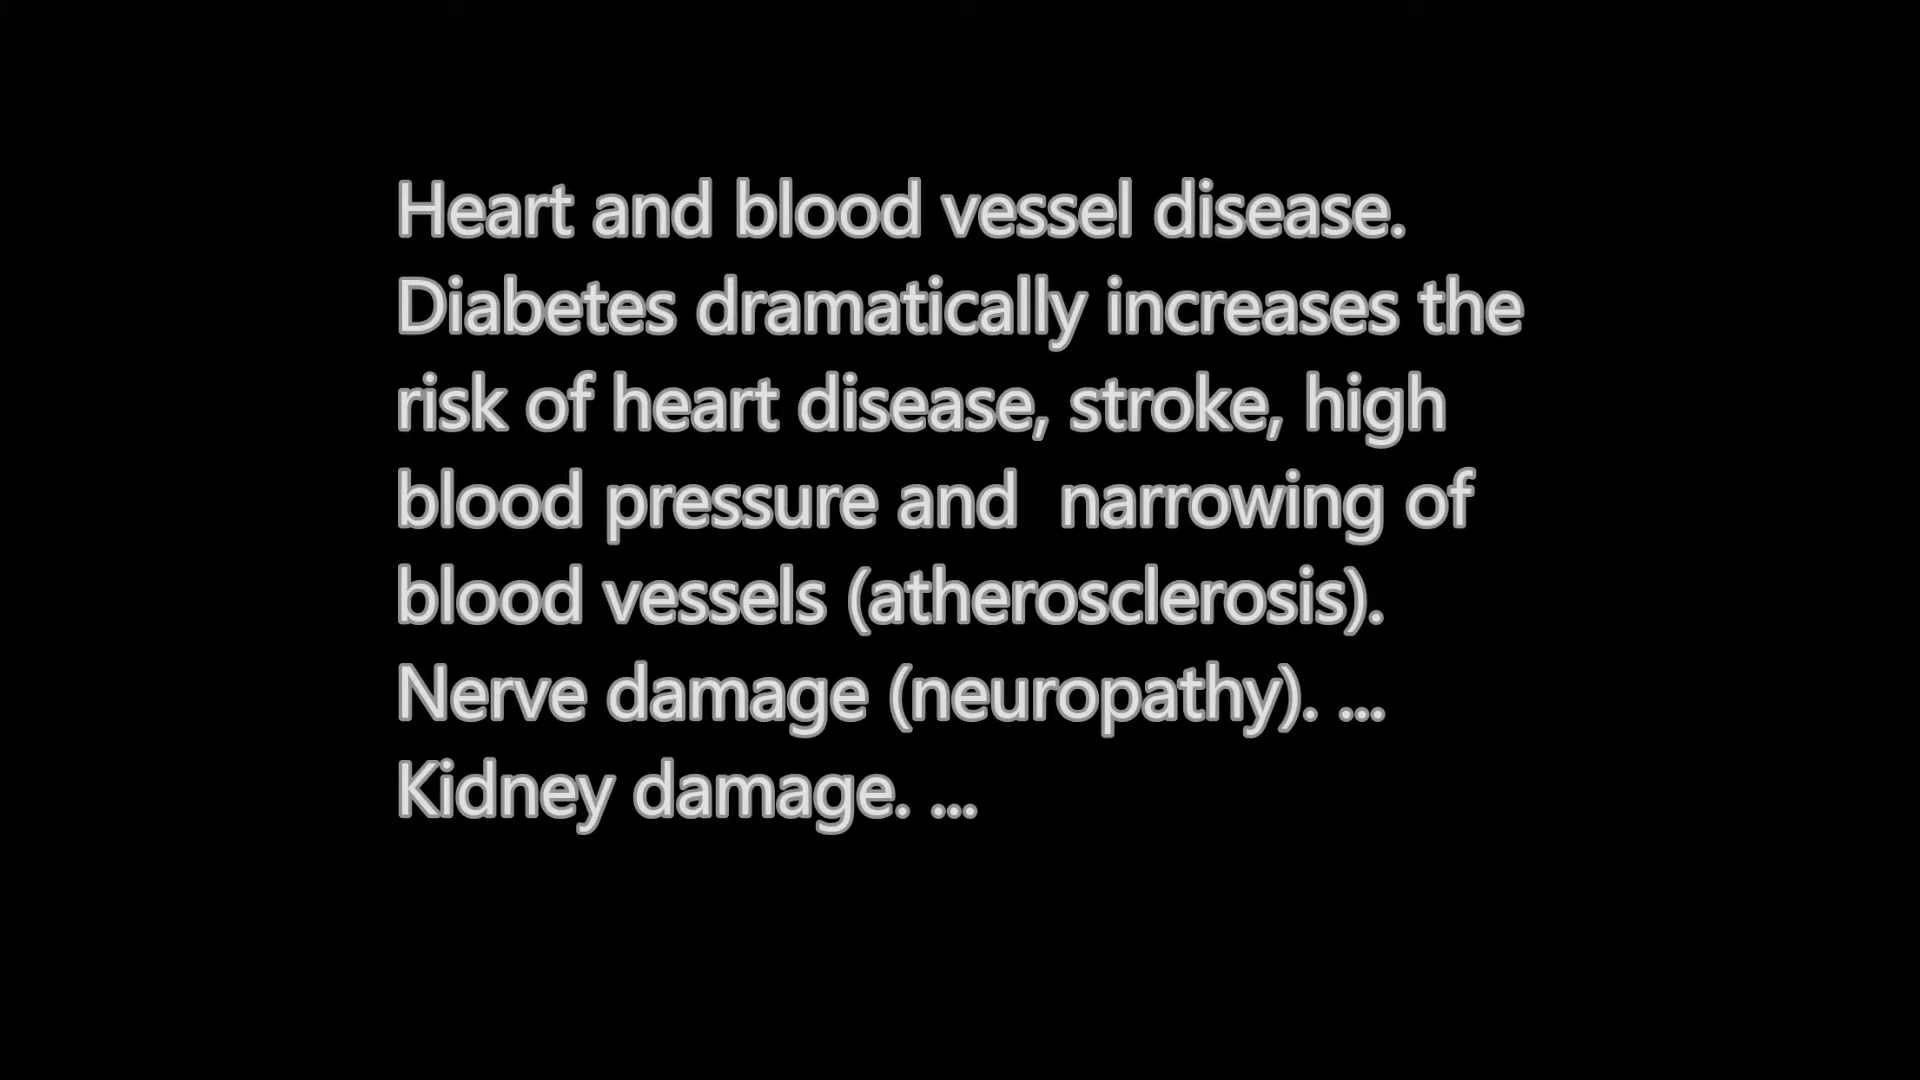 Heart and blood vessel disease.
Diabetes dramatically increases the
risk of heart disease, stroke, high
blood pressure and  narrowing of
blood vessels (atherosclerosis).
Nerve damage (neuropathy). ...
Kidney damage. ...